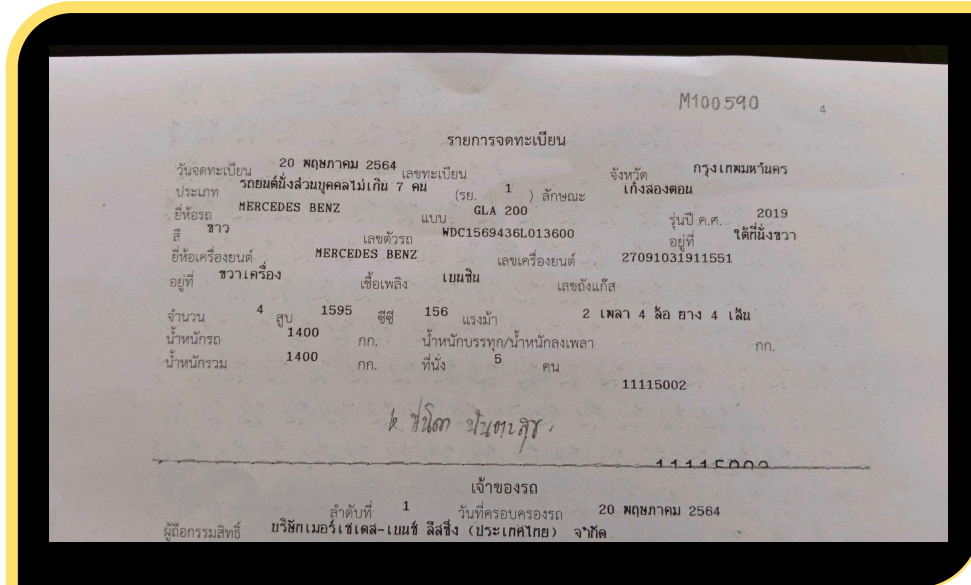 M100590
4
รายการจดทะเบียน
วันจดทะเบียน 20 พฤษภาคม 2564 เลขทะเบียน จังหวัด กรุงเทพมหานคร
ประเภท รถยนต์นั่งส่วนบุคคลไม่เกิน 7 คน (รย. 1 ) ลักษณะ เก๋งสองตอน
ยี่ห้อรถ MERCEDES BENZ แบบ GLA 200 รุ่นปี ค.ศ. 2019
สี ขาว เลขตัวรถ WDC1569436L013600 อยู่ที่ ใต้ที่นั่งขวา
ยี่ห้อเครื่องยนต์ MERCEDES BENZ เลขเครื่องยนต์ 27091031911551
อยู่ที่ ขวาเครื่อง เชื้อเพลิง เบนซิน เลขถังแก๊ส
จำนวน 4 สูบ 1595 ซีซี 156 แรงม้า 2 เพลา 4 ล้อ ยาง 4 เส้น
น้ำหนักรถ 1400 กก. น้ำหนักบรรทุก/น้ำหนักลงเพลา กก.
น้ำหนักรวม 1400 กก. ที่นั่ง 5 คน
11115002
11115002
เจ้าของรถ
ลำดับที่ 1 วันที่ครอบครองรถ 20 พฤษภาคม 2564
ผู้ถือกรรมสิทธิ์ บริษัทเมอร์เซเดส-เบนซ์ ลีสซิ่ง (ประเทศไทย) จำกัด